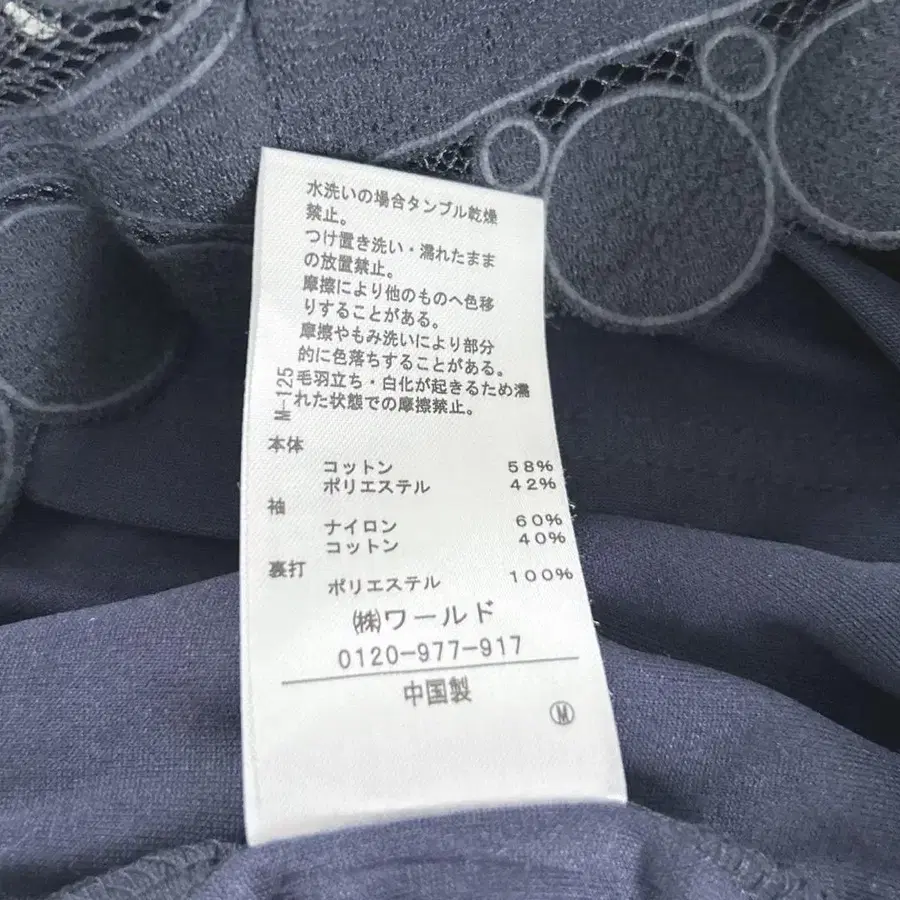 水洗いの場合タンブル乾燥
禁止。
つけ置き洗い・濡れたまま
の放置禁止。
摩擦により他のものへ色移
りすることがある。
摩擦やもみ洗いにより部分
的に色落ちすることがある。
毛羽立ち・白化が起きるため濡
れた状態での摩擦禁止。
M-125
本体
コットン 58%
ポリエステル 42%
袖
ナイロン 60%
コットン 40%
裏打
ポリエステル 100%
㈱ワールド
0120-977-917
中国製
Ⓜ